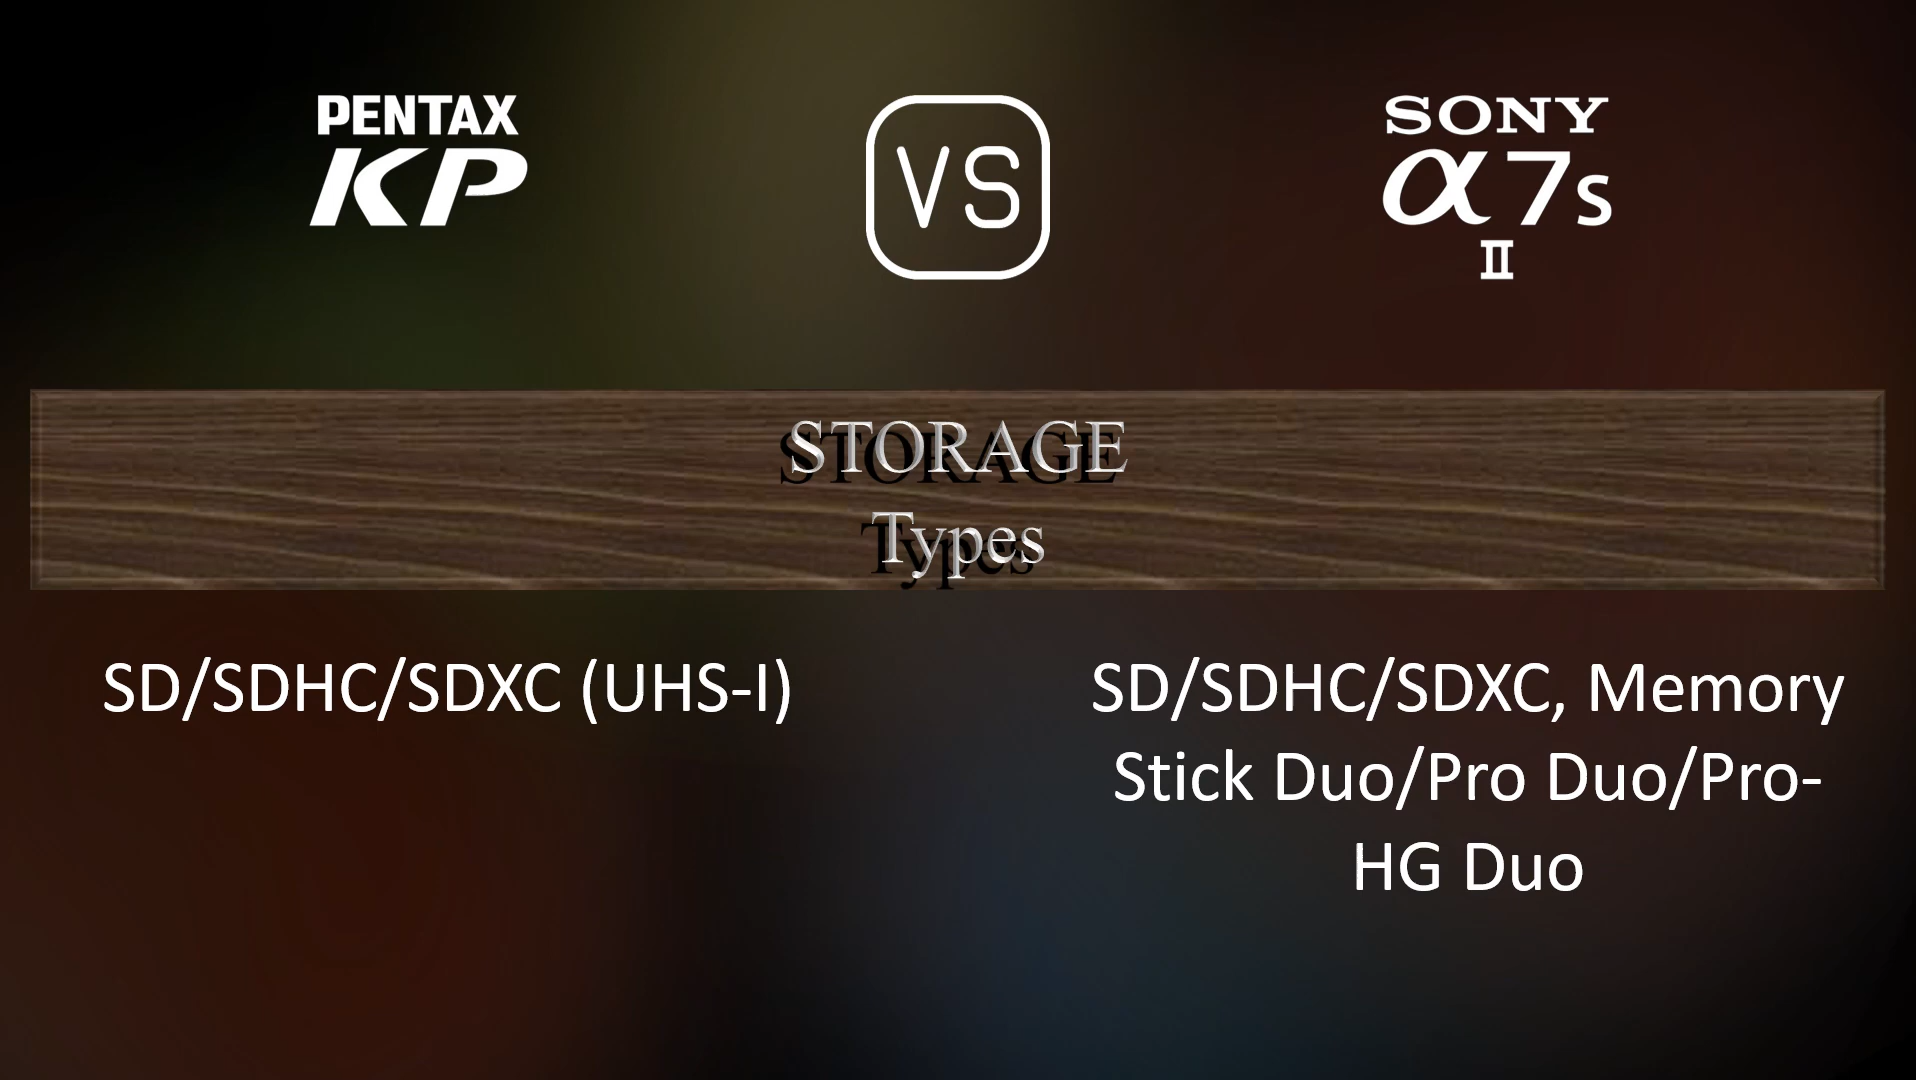 PENTAX
KP
VS
SONY
α7s
II
STORAGE
Types
SD/SDHC/SDXC (UHS-I)
SD/SDHC/SDXC, Memory
Stick Duo/Pro Duo/Pro-
HG Duo